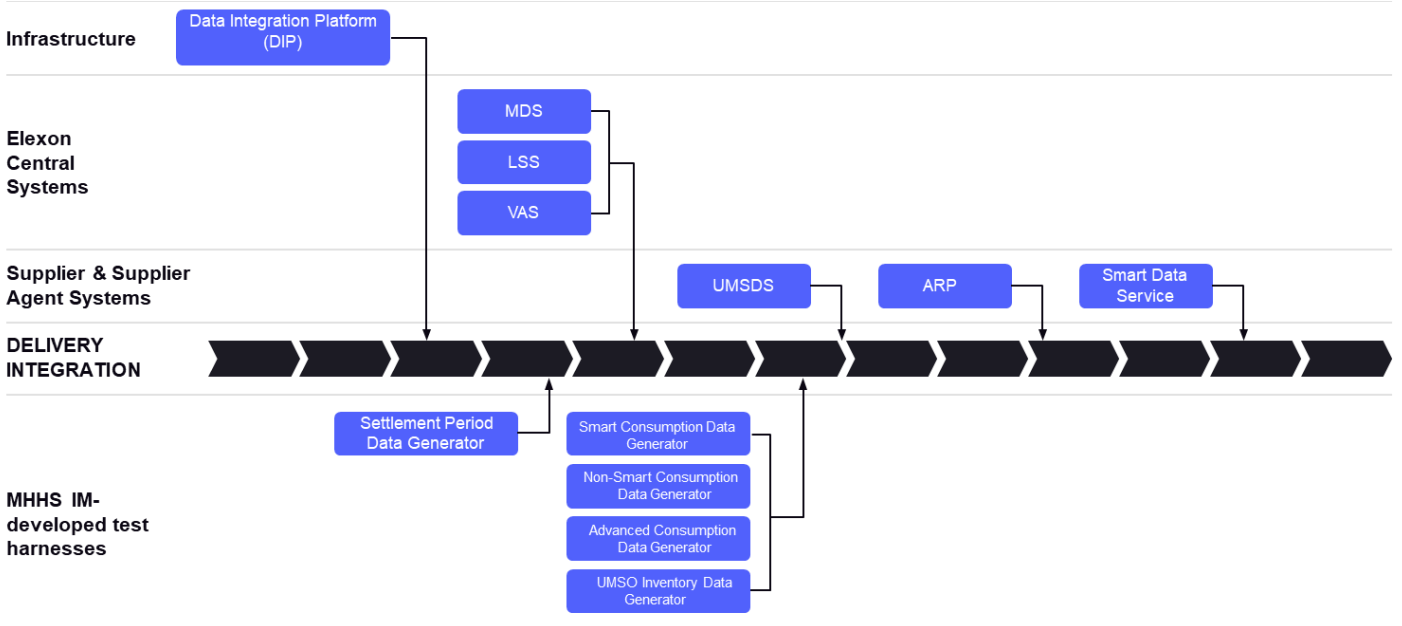 Infrastructure
Data Integration Platform
(DIP)
Elexon
Central
Systems
MDS
LSS
VAS
Supplier & Supplier
Agent Systems
UMSDS
ARP
Smart Data
Service
DELIVERY
INTEGRATION
MHHS IM-
developed test
harnesses
Settlement Period
Data Generator
Smart Consumption Data
Generator
Non-Smart Consumption
Data Generator
Advanced Consumption
Data Generator
UMSO Inventory Data
Generator